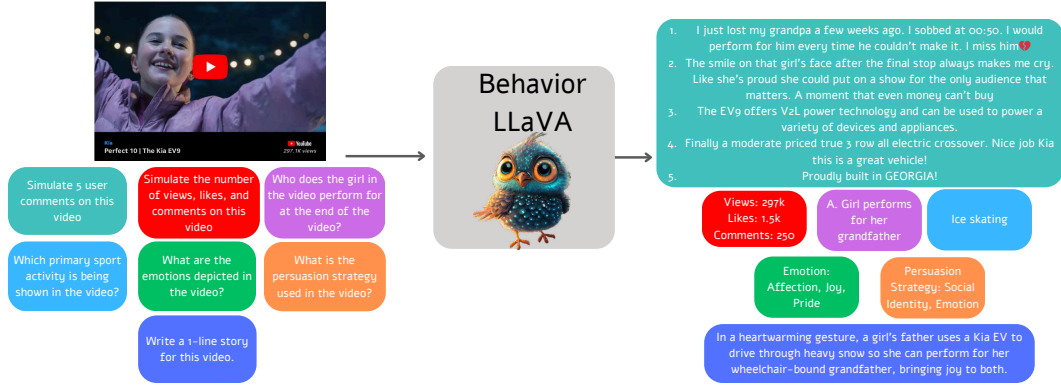 Kia
Perfect 10 | The Kia EV9
YouTube
297.1K views
Simulate 5 user
comments on this
video
Simulate the number
of views, likes, and
comments on this
video
Who does the girl in
the video perform for
at the end of the
video?
Which primary sport
activity is being
shown in the video?
What are the
emotions depicted in
the video?
What is the
persuasion strategy
used in the video?
Write a 1-line story
for this video.
Behavior
LLaVA
1. I just lost my grandpa a few weeks ago. I sobbed at 00:50. I would
perform for him every time he couldn't make it. I miss him💔
2. The smile on that girl's face after the final stop always makes me cry.
Like she's proud she could put on a show for the only audience that
matters. A moment that even money can't buy
3. The EV9 offers V2L power technology and can be used to power a
variety of devices and appliances.
4. Finally a moderate priced true 3 row all electric crossover. Nice job Kia
this is a great vehicle!
5. Proudly built in GEORGIA!
Views: 297k
Likes: 1.5k
Comments: 250
A. Girl performs
for her
grandfather
Ice skating
Emotion:
Affection, Joy,
Pride
Persuasion
Strategy: Social
Identity, Emotion
In a heartwarming gesture, a girl's father uses a Kia EV to
drive through heavy snow so she can perform for her
wheelchair-bound grandfather, bringing joy to both.